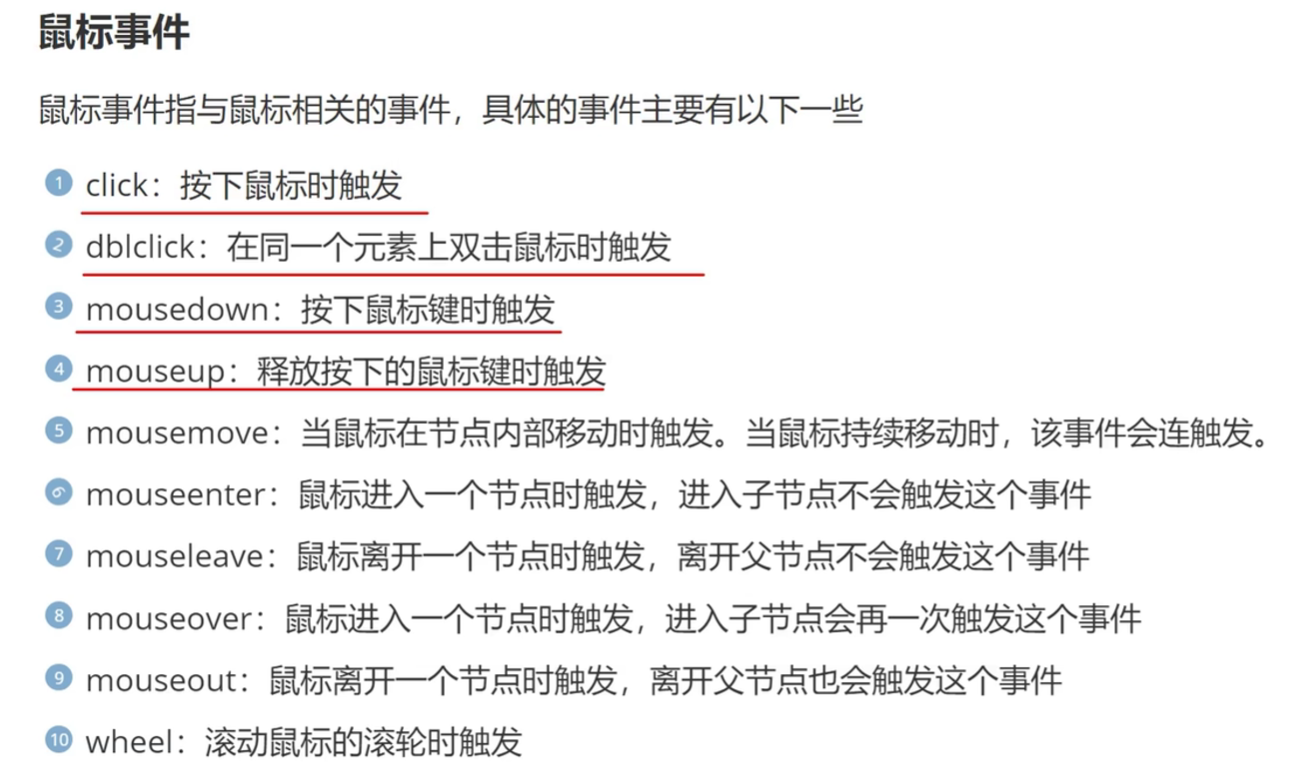 鼠标事件
鼠标事件指与鼠标相关的事件，具体的事件主要有以下一些
1 click：按下鼠标时触发
2 dblclick：在同一个元素上双击鼠标时触发
3 mousedown：按下鼠标键时触发
4 mouseup：释放按下的鼠标键时触发
5 mousemove：当鼠标在节点内部移动时触发。当鼠标持续移动时，该事件会连触发。
6 mouseenter：鼠标进入一个节点时触发，进入子节点不会触发这个事件
7 mouseleave：鼠标离开一个节点时触发，离开父节点不会触发这个事件
8 mouseover：鼠标进入一个节点时触发，进入子节点会再一次触发这个事件
9 mouseout：鼠标离开一个节点时触发，离开父节点也会触发这个事件
10 wheel：滚动鼠标的滚轮时触发